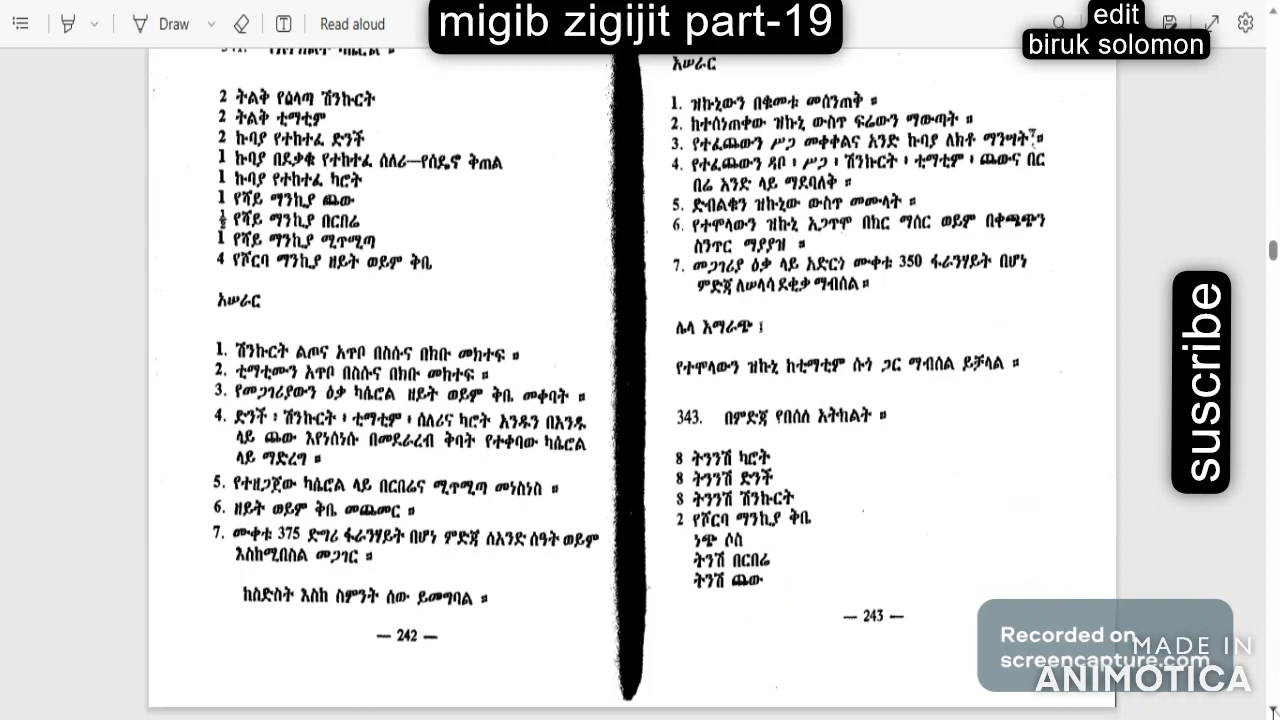 Draw
Read aloud
migib zigijit part-19
edit
biruk solomon
2 ትልቅ የፅላጣ ሽንኩርት
2 ትልቅ ቲማቲም
2 ኩባያ የተከተፈ ድንች
1 ኩባያ በደቃቁ የተከተፈ ሰለሪ—የሰዴኖ ቅጠል
1 ኩባያ የተከተፈ ካሮት
1 የሻይ ማንኪያ ጨው
½ የሻይ ማንኪያ በርበሬ
1 የሻይ ማንኪያ ሚጥሚጣ
4 የሾርባ ማንኪያ ዘይት ወይም ቅቤ
አሠራር
1. ሽንኩርት ልጦና አጥቦ በስሱና በክቡ መክተፍ ።
2. ቲማቲሙን አጥቦ በስሱና በክቡ መክተፍ ።
3. የመጋገሪያውን ዕቃ ካሴሮል ዘይት ወይም ቅቤ መቀባት ።
4. ድንች ፡ ሽንኩርት ፡ ቲማቲም ፡ ሰለሪና ካሮት አንዱን በአንዱ
ላይ ጨው እየነሰነሱ በመደራረብ ቅባት የተቀባው ካሴሮል
ላይ ማድረግ ።
5. የተዘጋጀው ካሴሮል ላይ በርበሬና ሚጥሚጣ መነስነስ ።
6. ዘይት ወይም ቅቤ መጨመር ።
7. ሙቀቱ 375 ድግሪ ፋራንሃይት በሆነ ምድጃ ለአንድ ሰዓት ወይም
እስከሚበስል መጋገር ።
ከስድስት እስከ ስምንት ሰው ይመግባል ።
— 242 —
አሠራር
1. ዝኩኒውን በቁመቱ መሰንጠቅ ።
2. ከተሰነጠቀው ዝኩኒ ውስጥ ፍሬውን ማውጣት ።
3. የተፈጨውን ሥጋ መቀቀልና አንድ ኩባያ ለክቶ ማንሣት ።
4. የተፈጨውን ዳቦ ፡ ሥጋ ፡ ሽንኩርት ፡ ቲማቲም ፡ ጨውና በር
በሬ አንድ ላይ ማደባለቅ ።
5. ድብልቁን ዝኩኒው ውስጥ መሙላት ።
6. የተሞላውን ዝኩኒ አጋጥሞ በክር ማሰር ወይም በቀጫጭን
ስንጥር ማያያዝ ።
7. መጋገሪያ ዕቃ ላይ አድርጎ ሙቀቱ 350 ፋራንሃይት በሆነ
ምድጃ ለሠላሳ ደቂቃ ማብሰል ።
ሌላ አማራጭ ፤
የተሞላውን ዝኩኒ ከቲማቲም ሱጎ ጋር ማብሰል ይቻላል ።
343. በምድጃ የበሰለ አትክልት ።
8 ትንንሽ ካሮት
8 ትንንሽ ድንች
8 ትንንሽ ሽንኩርት
2 የሾርባ ማንኪያ ቅቤ
ነጭ ሶስ
ትንሽ በርበሬ
ትንሽ ጨው
— 243 —
suscribe
Recorded on
screencapture.com
MADE IN
ANIMOTICA